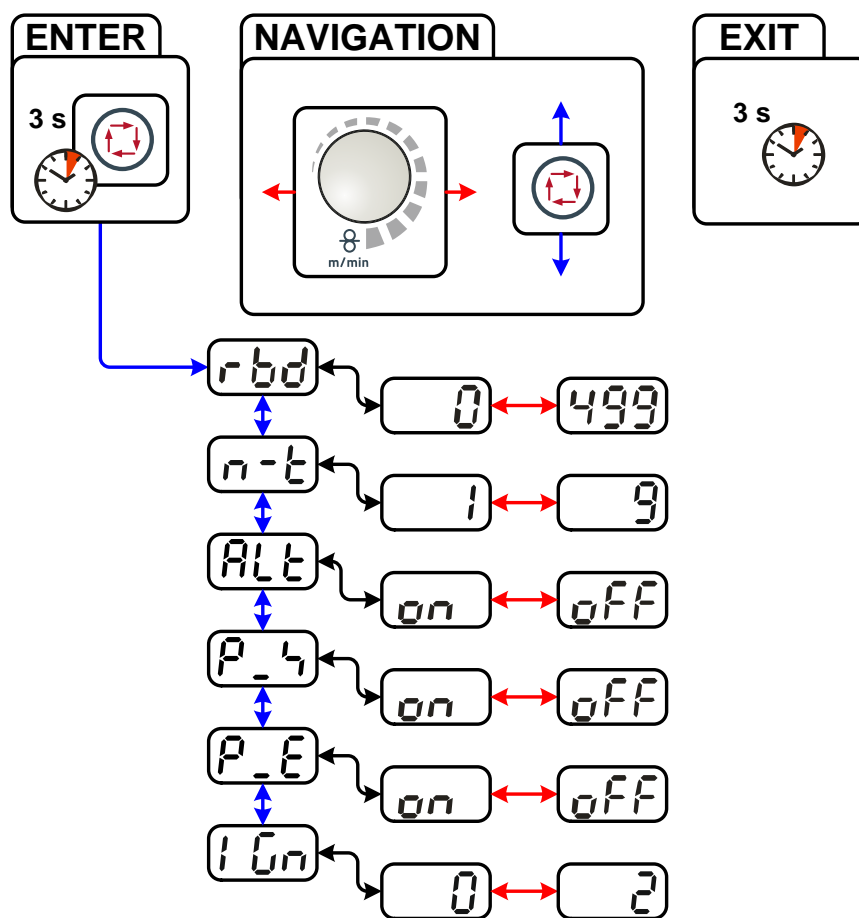 ENTER
NAVIGATION
EXIT
3 s
3 s
m/min
rbd
0
499
n-t
1
9
ALt
on
oFF
P_4
on
oFF
P_E
on
oFF
IGn
0
2